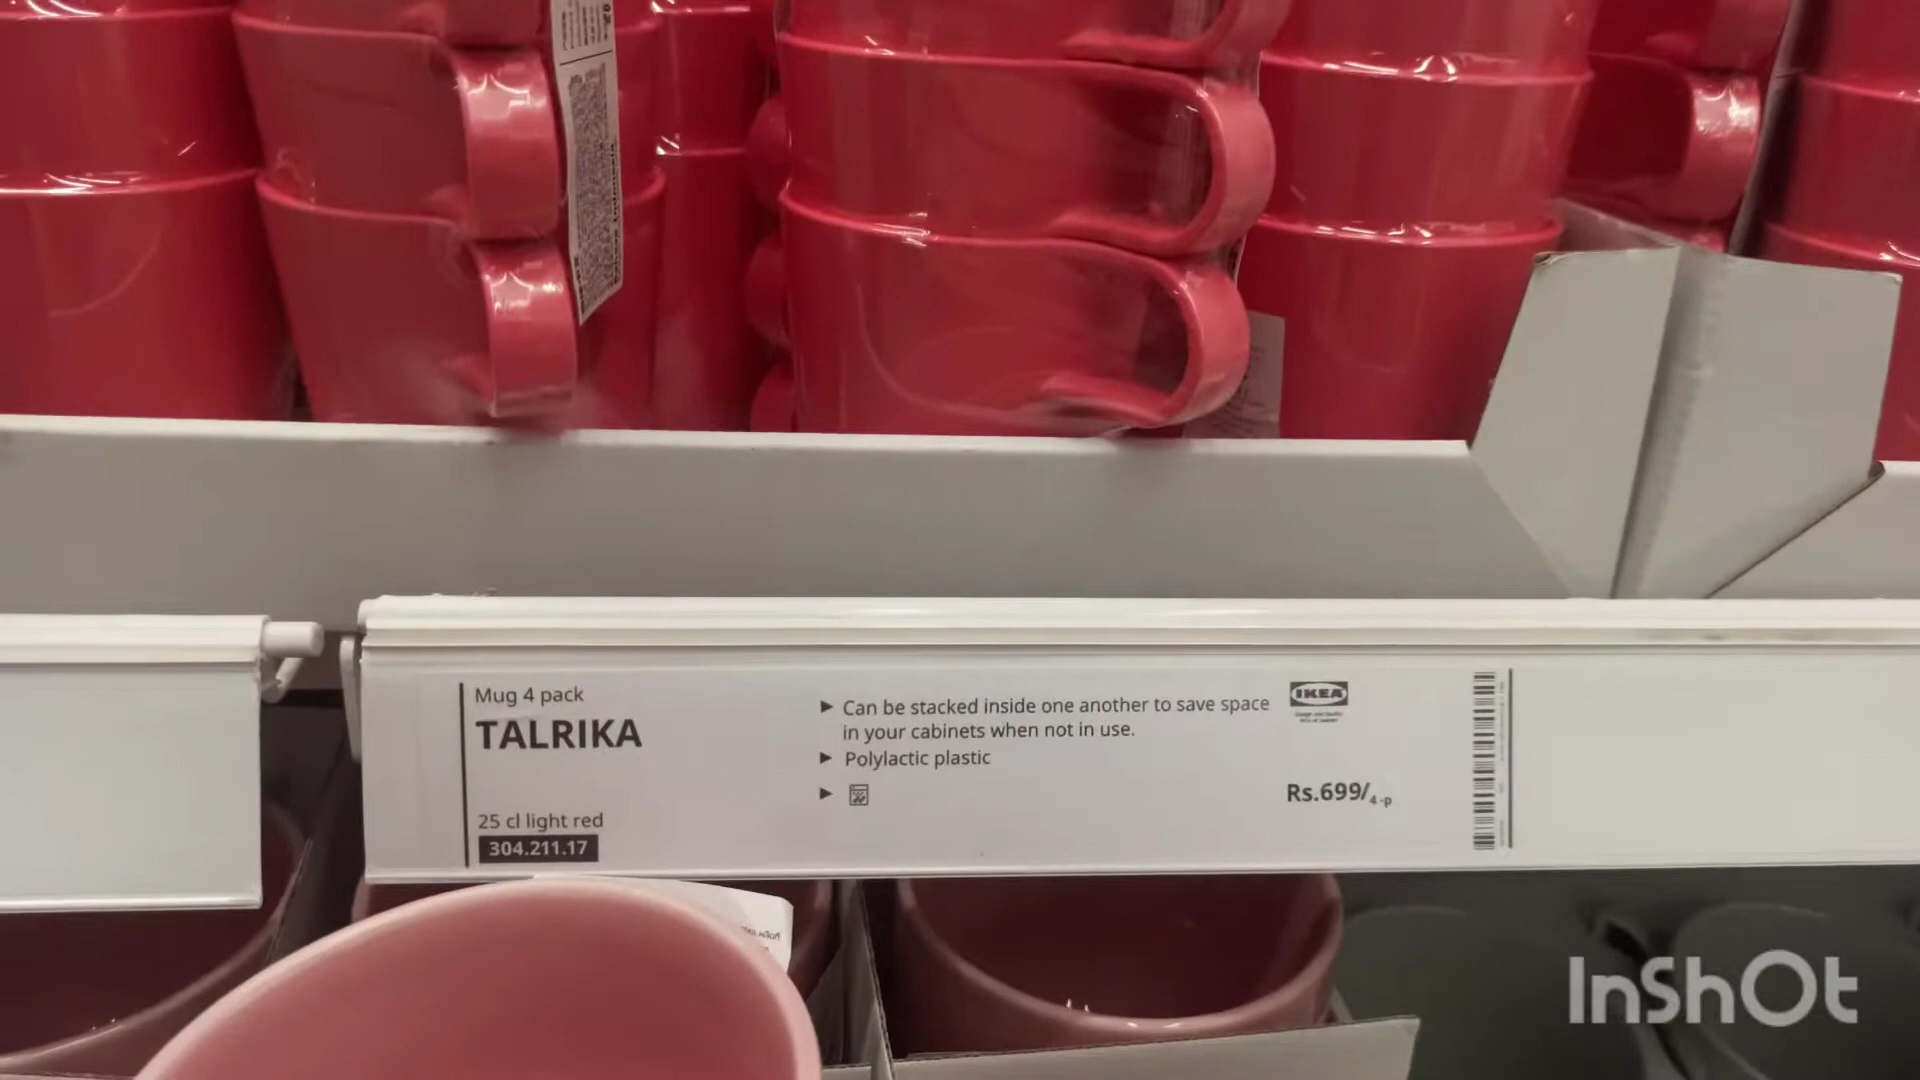 Mug 4 pack
TALRIKA
25 cl light red
304.211.17
▶ Can be stacked inside one another to save space
in your cabinets when not in use.
▶ Polylactic plastic
▶
IKEA
Rs.699/4-p
InShOt